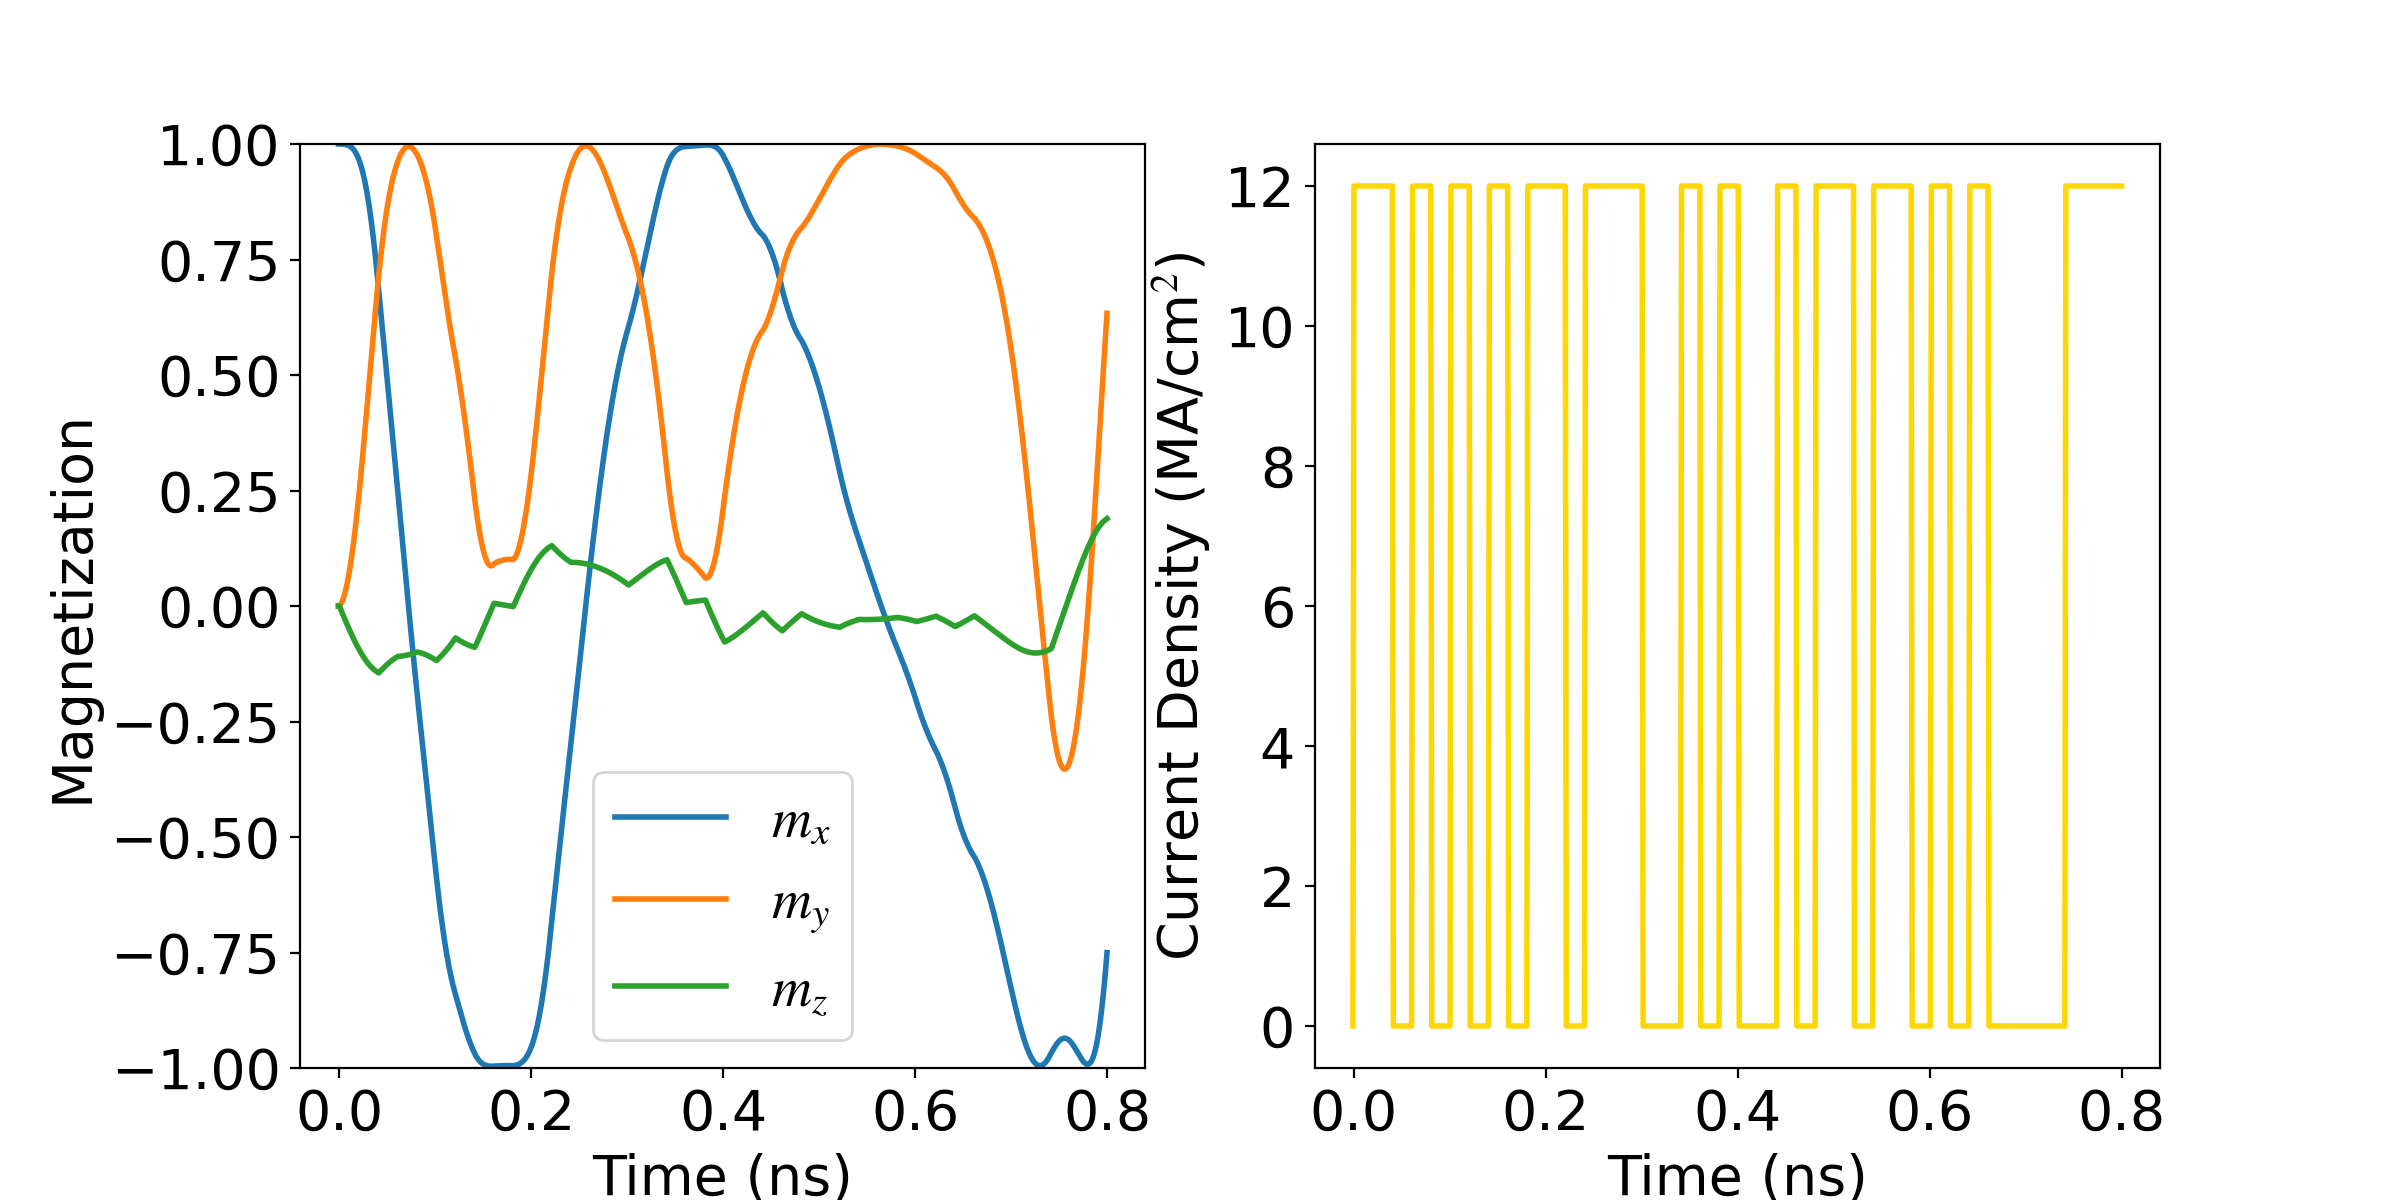 1.00
0.75
0.50
0.25
0.00
−0.25
−0.50
−0.75
−1.00
Magnetization
0.0 0.2 0.4 0.6 0.8
Time (ns)
m_x
m_y
m_z
12
10
8
6
4
2
0
Current Density (MA/cm²)
0.0 0.2 0.4 0.6 0.8
Time (ns)